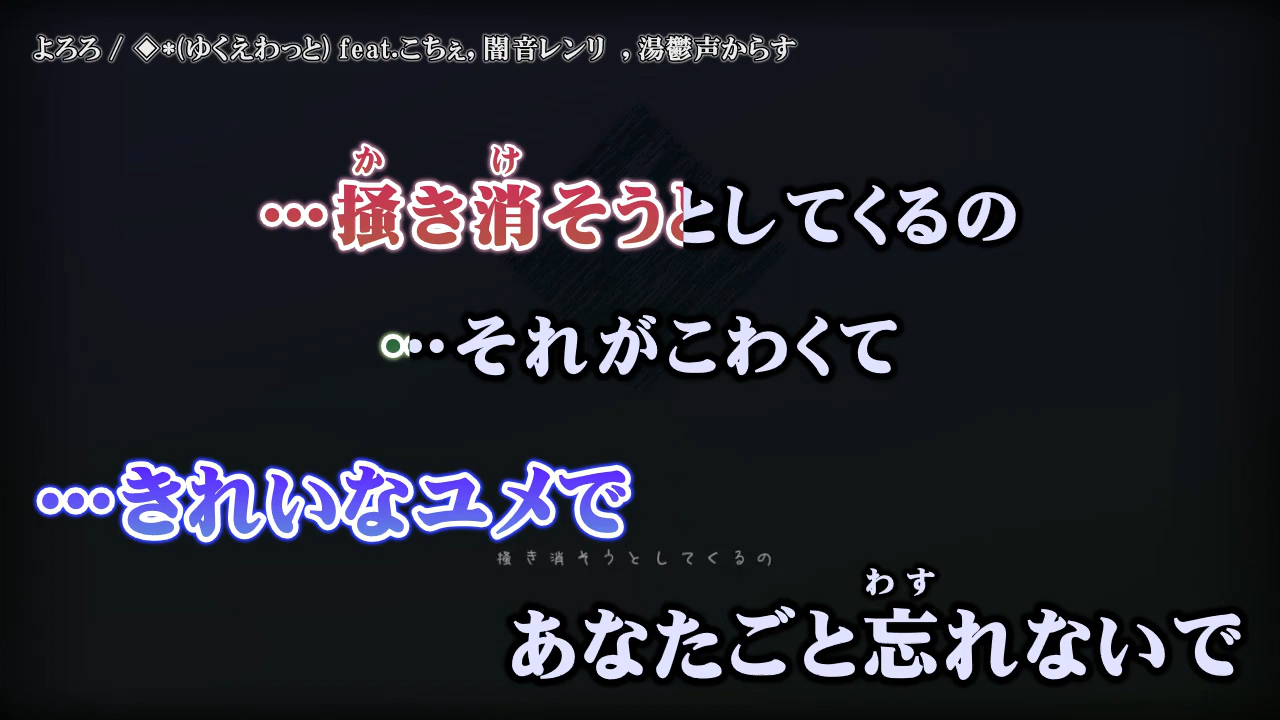 よろろ / ◈*(ゆくえわっと) feat.こちぇ, 闇音レンリ , 湯鬱声からす
か け
…掻き消そうとしてくるの
…それがこわくて
…きれいなユメで
掻き消そうとしてくるの
わす
あなたごと忘れないで